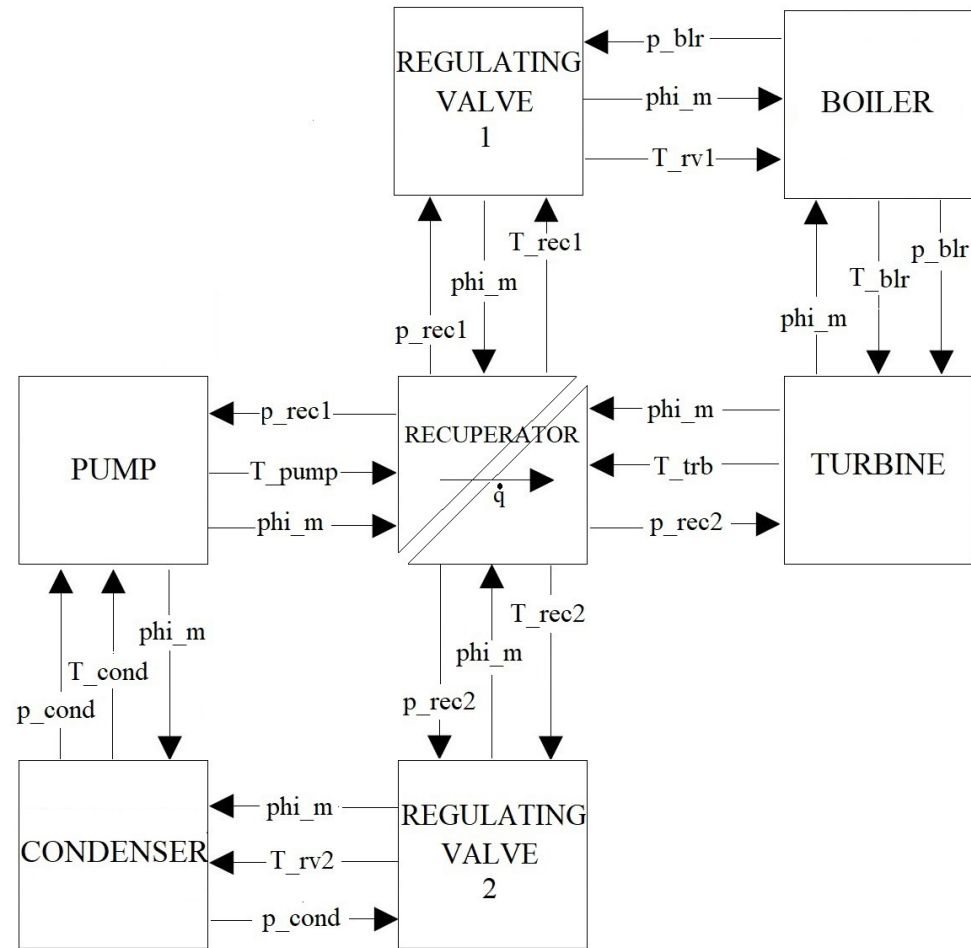 REGULATING
VALVE
1
p_blr
phi_m
T_rv1
BOILER
p_rec1
phi_m
T_rec1
phi_m
T_blr
p_blr
PUMP
p_rec1
T_pump
phi_m
RECUPERATOR
q̇
phi_m
T_trb
p_rec2
TURBINE
p_cond
T_cond
phi_m
p_rec2
phi_m
T_rec2
CONDENSER
phi_m
T_rv2
p_cond
REGULATING
VALVE
2